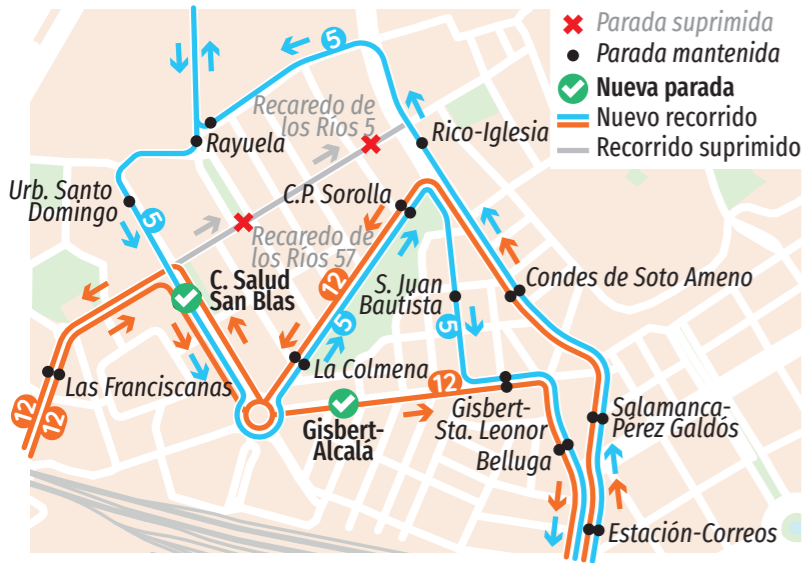 Parada suprimida
Parada mantenida
Nueva parada
Nuevo recorrido
Recorrido suprimido
5
Recaredo de
los Ríos 5
Rayuela
Rico-Iglesia
Urb. Santo
Domingo
5
C.P. Sorolla
Recaredo de
los Ríos 57
C. Salud
San Blas
12
5
S. Juan
Bautista
5
Condes de Soto Ameno
La Colmena
Las Franciscanas
12
12
12
Gisbert-
Alcalá
Gisbert-
Sta. Leonor
Belluga
Salamanca-
Pérez Galdós
Estación-Correos